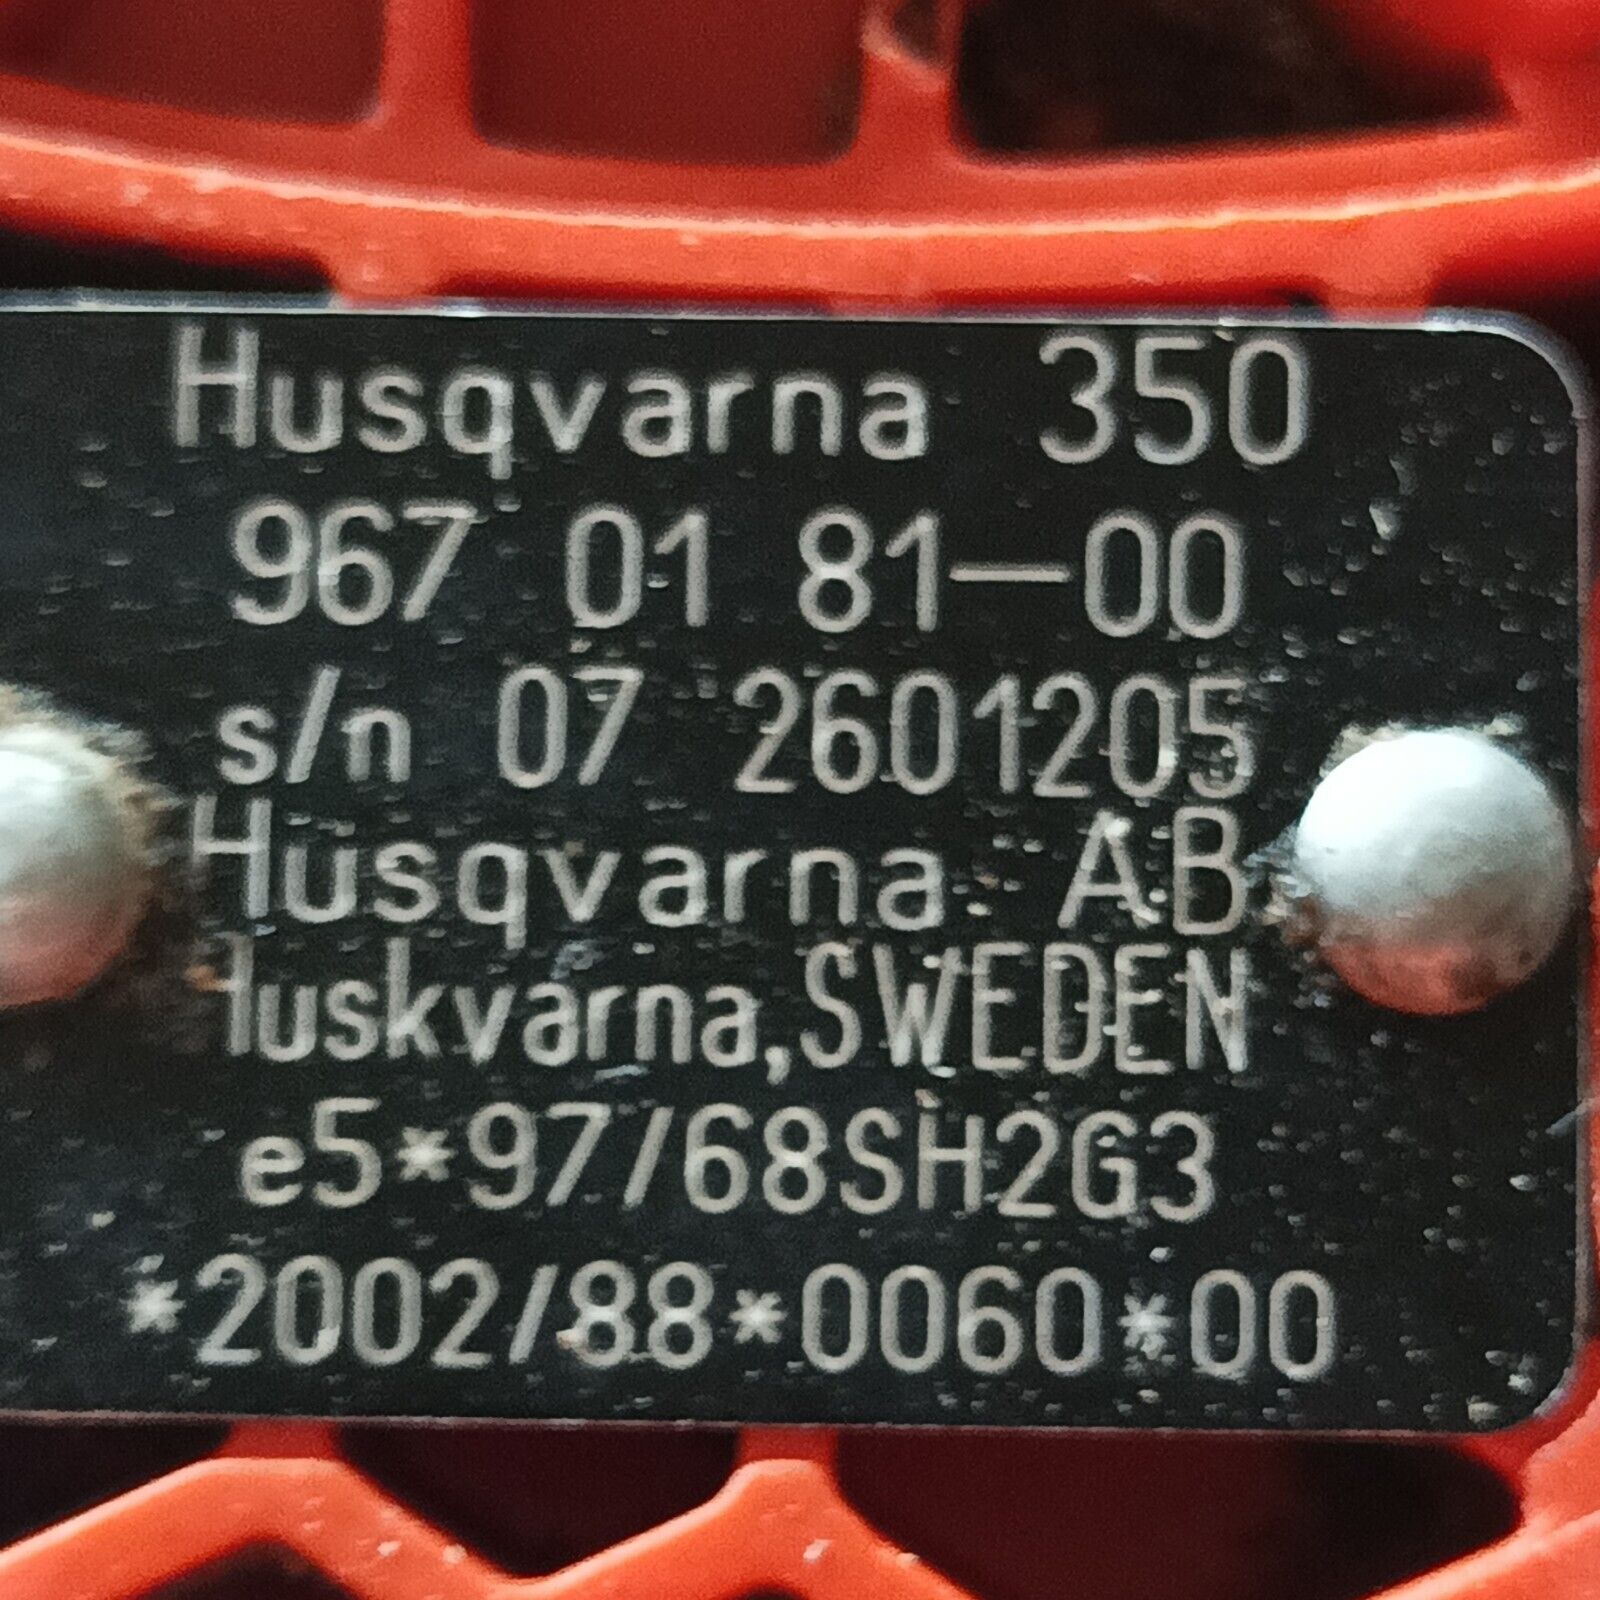 Husqvarna 350
967 01 81-00
s/n 07 2601205
Husqvarna AB
Huskvarna, SWEDEN
e5*97/68SH2G3
*2002/88*0060*00